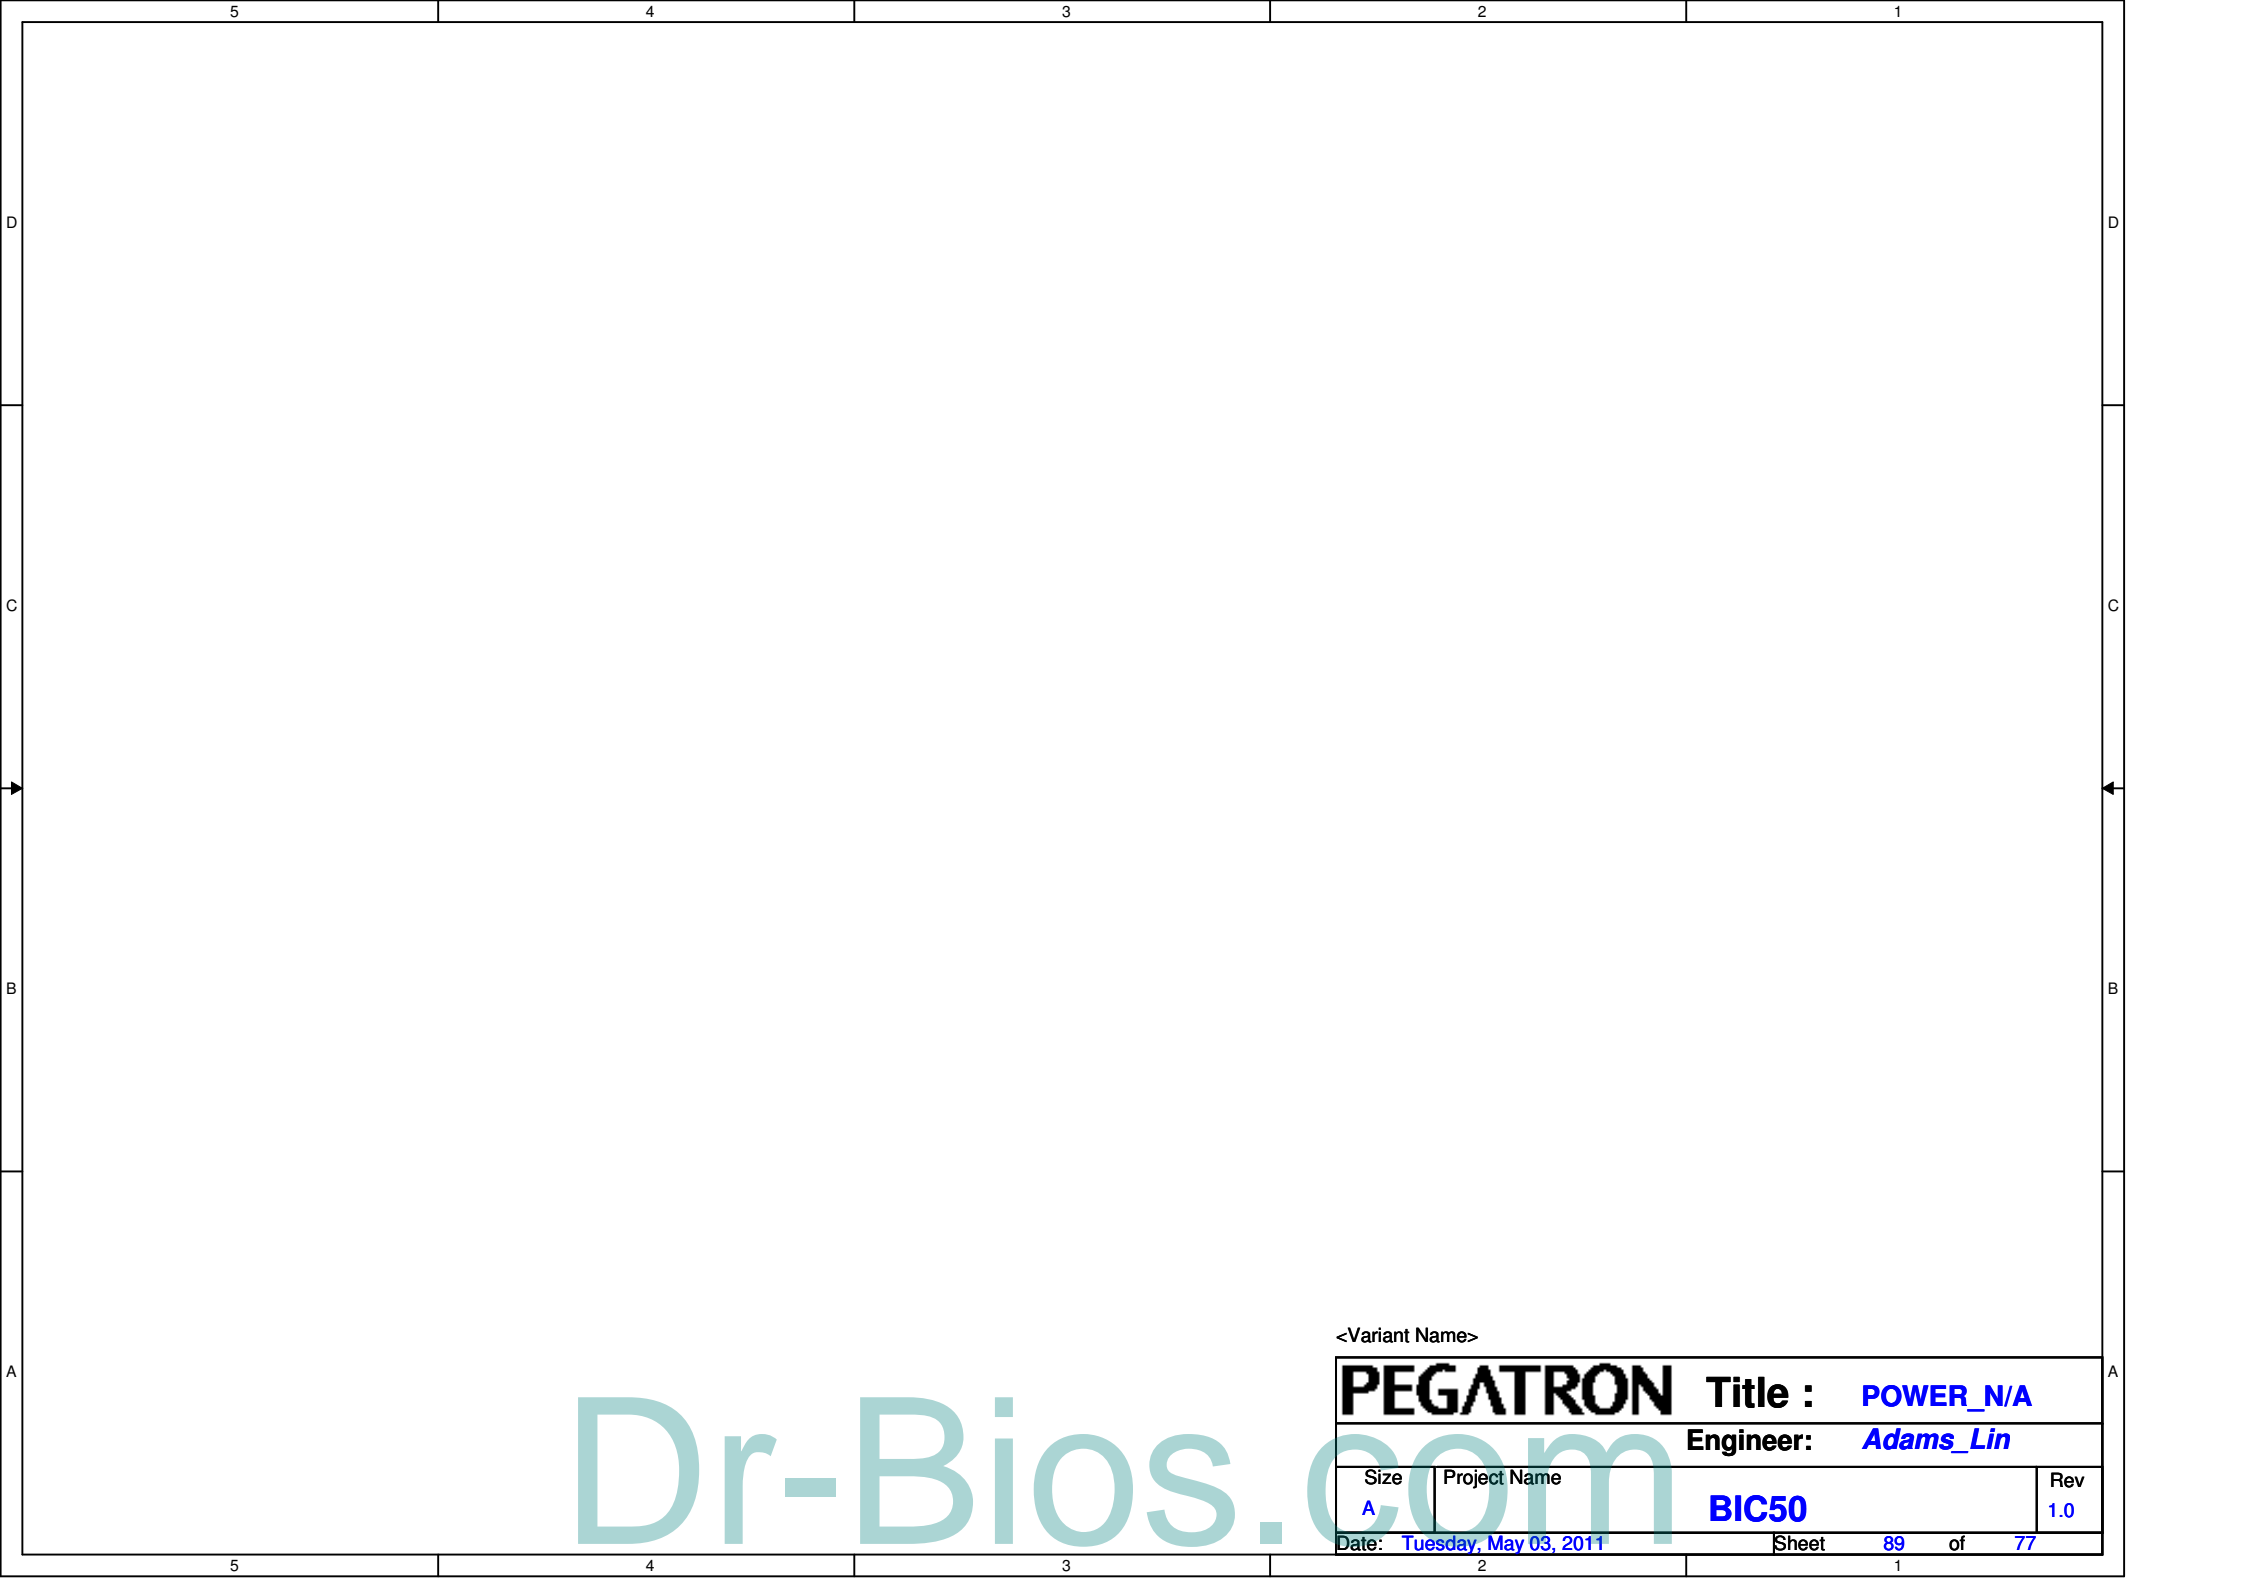 5 4 3 2 1
D D
C C
B B
A A
<Variant Name>
PEGATRON Title : POWER_N/A
Engineer: Adams_Lin
Size Project Name Rev
A BIC50 1.0
Date: Tuesday, May 03, 2011 Sheet 89 of 77
Dr-Bios.com
5 4 3 2 1